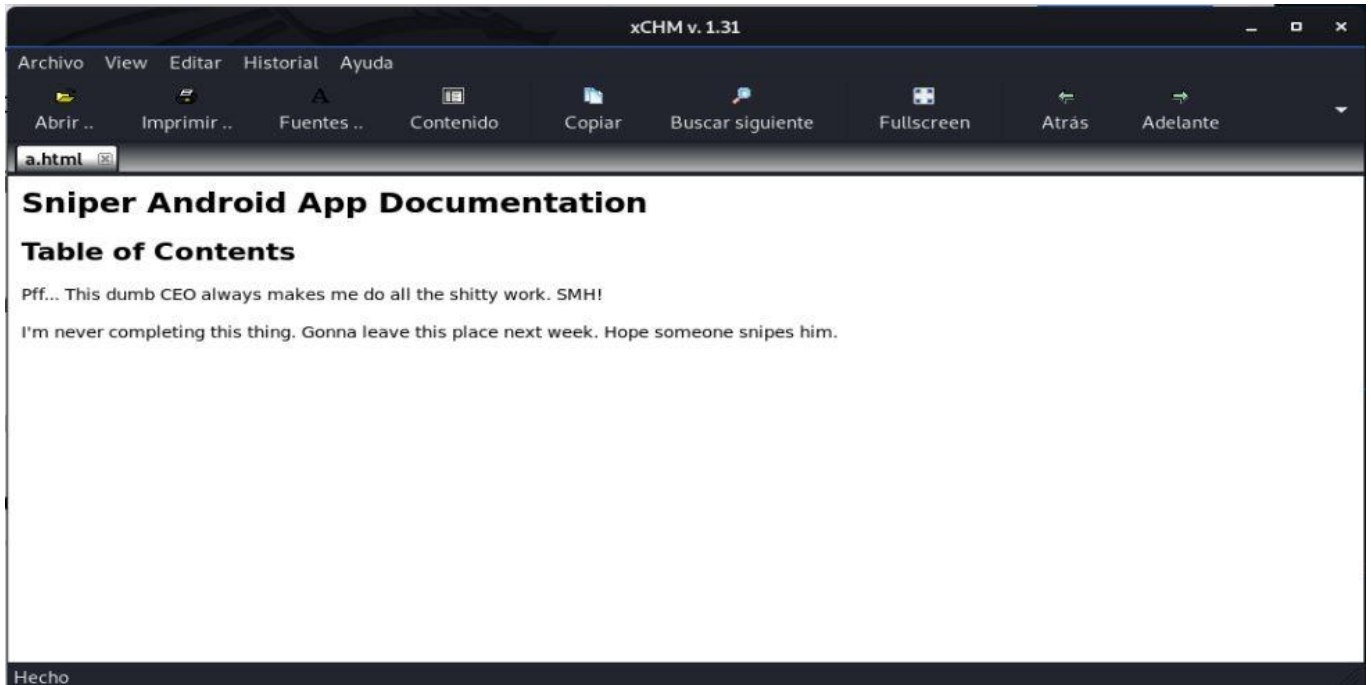 xCHM v. 1.31
Archivo View Editar Historial Ayuda
Abrir .. Imprimir .. Fuentes .. Contenido Copiar Buscar siguiente Fullscreen Atrás Adelante
a.html
Sniper Android App Documentation
Table of Contents
Pff... This dumb CEO always makes me do all the shitty work. SMH!
I'm never completing this thing. Gonna leave this place next week. Hope someone snipes him.
Hecho